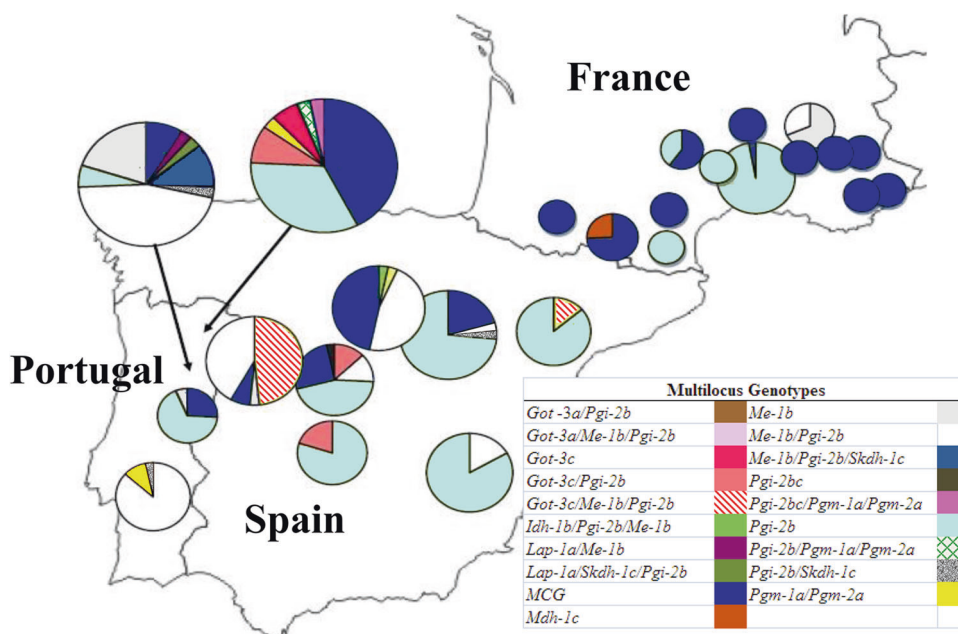 France
Portugal
Spain
Multilocus Genotypes
Got -3a/Pgi-2b Me-1b
Got-3a/Me-1b/Pgi-2b Me-1b/Pgi-2b
Got-3c Me-1b/Pgi-2b/Skdh-1c
Got-3c/Pgi-2b Pgi-2bc
Got-3c/Me-1b/Pgi-2b Pgi-2bc/Pgm-1a/Pgm-2a
Idh-1b/Pgi-2b/Me-1b Pgi-2b
Lap-1a/Me-1b Pgi-2b/Pgm-1a/Pgm-2a
Lap-1a/Skdh-1c/Pgi-2b Pgi-2b/Skdh-1c
MCG Pgm-1a/Pgm-2a
Mdh-1c